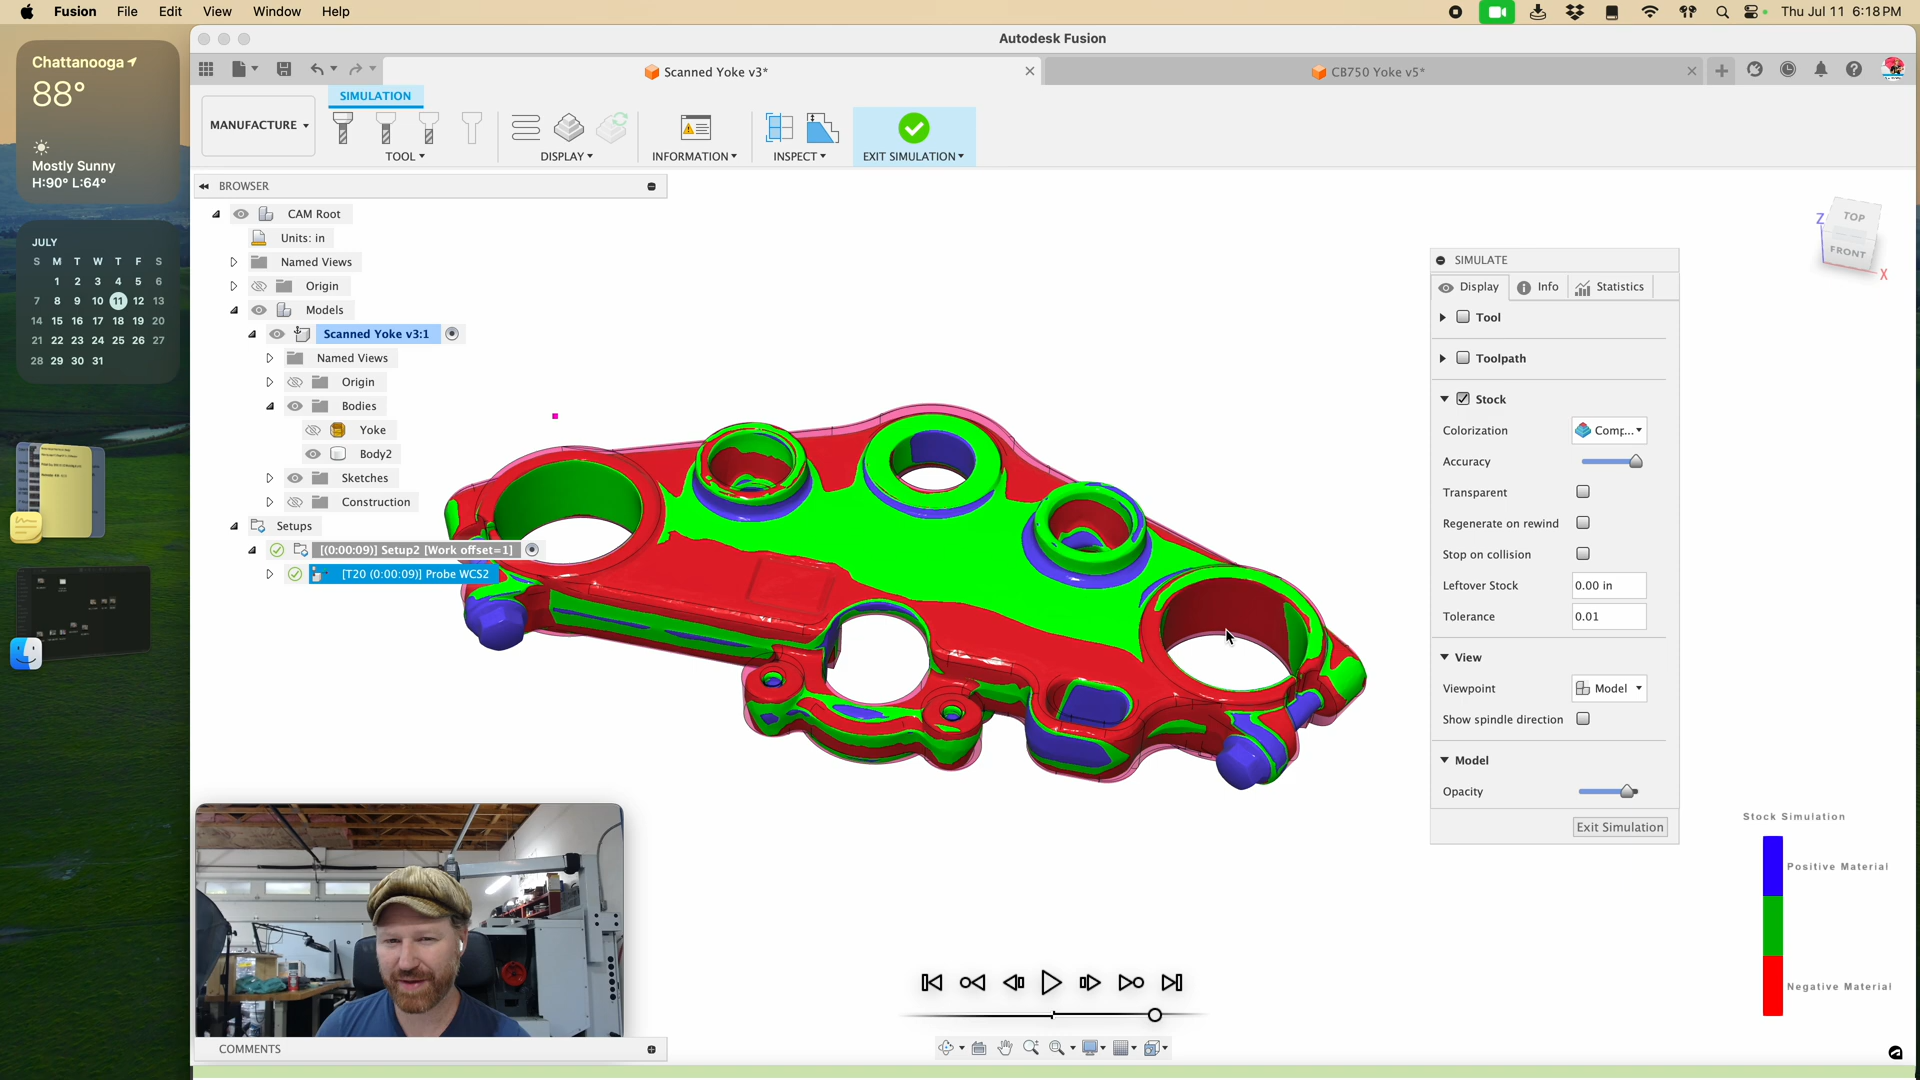 Fusion File Edit View Window Help
Thu Jul 11 6:18 PM
Autodesk Fusion
Scanned Yoke v3*
CB750 Yoke v5*
Chattanooga
88°
Mostly Sunny
H:90° L:64°
JULY
S M T W T F S
1 2 3 4 5 6
7 8 9 10 11 12 13
14 15 16 17 18 19 20
21 22 23 24 25 26 27
28 29 30 31
MANUFACTURE
SIMULATION
TOOL
DISPLAY
INFORMATION
INSPECT
EXIT SIMULATION
BROWSER
CAM Root
Units: in
Named Views
Origin
Models
Scanned Yoke v3:1
Named Views
Origin
Bodies
Yoke
Body2
Sketches
Construction
Setups
[(0:00:09)] Setup2 [Work offset=1]
[T20 (0:00:09)] Probe WCS2
TOP
FRONT
Z
X
SIMULATE
Display
Info
Statistics
Tool
Toolpath
Stock
Colorization Comp...
Accuracy
Transparent
Regenerate on rewind
Stop on collision
Leftover Stock 0.00 in
Tolerance 0.01
View
Viewpoint Model
Show spindle direction
Model
Opacity
Exit Simulation
Stock Simulation
Positive Material
Negative Material
COMMENTS